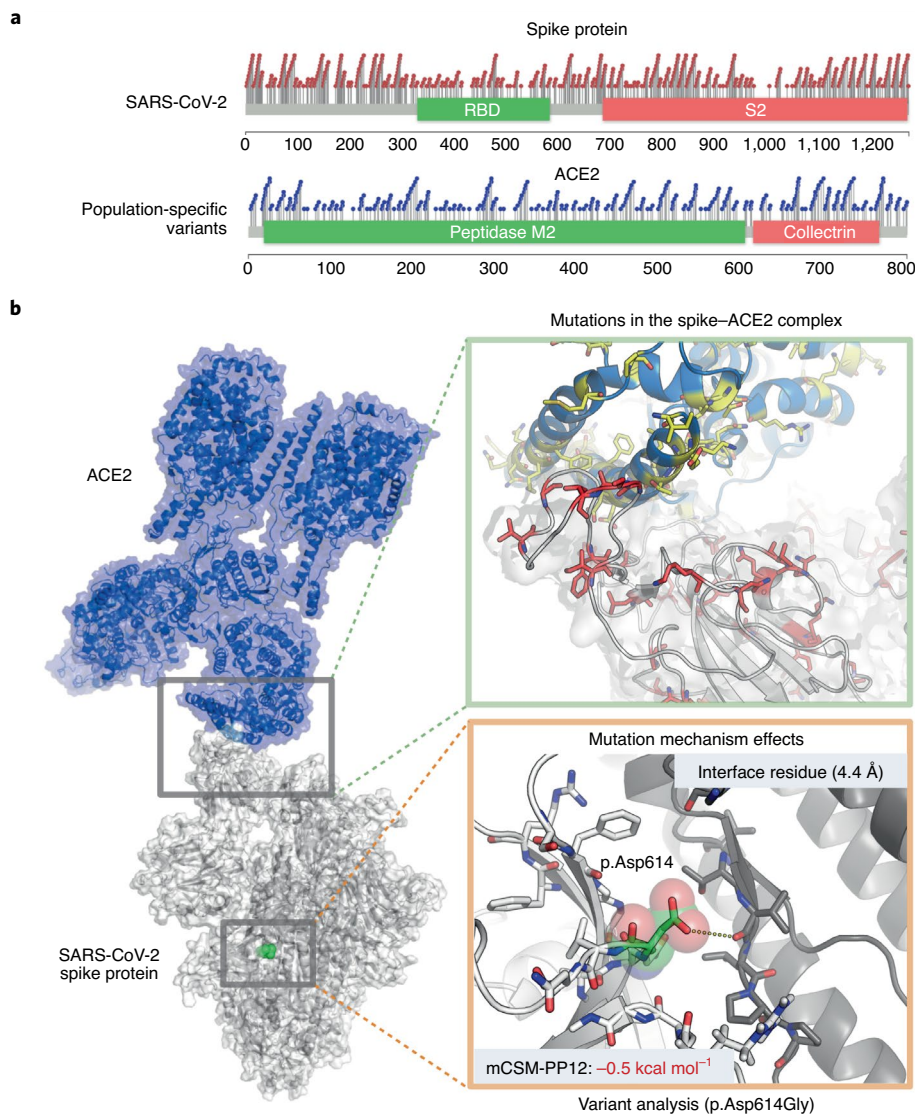 a
Spike protein
SARS-CoV-2
RBD
S2
0 100 200 300 400 500 600 700 800 900 1,000 1,100 1,200
ACE2
Population-specific
variants
Peptidase M2
Collectrin
0 100 200 300 400 500 600 700 800
b
Mutations in the spike–ACE2 complex
ACE2
Mutation mechanism effects
Interface residue (4.4 Å)
p.Asp614
SARS-CoV-2
spike protein
mCSM-PP12: –0.5 kcal mol⁻¹
Variant analysis (p.Asp614Gly)